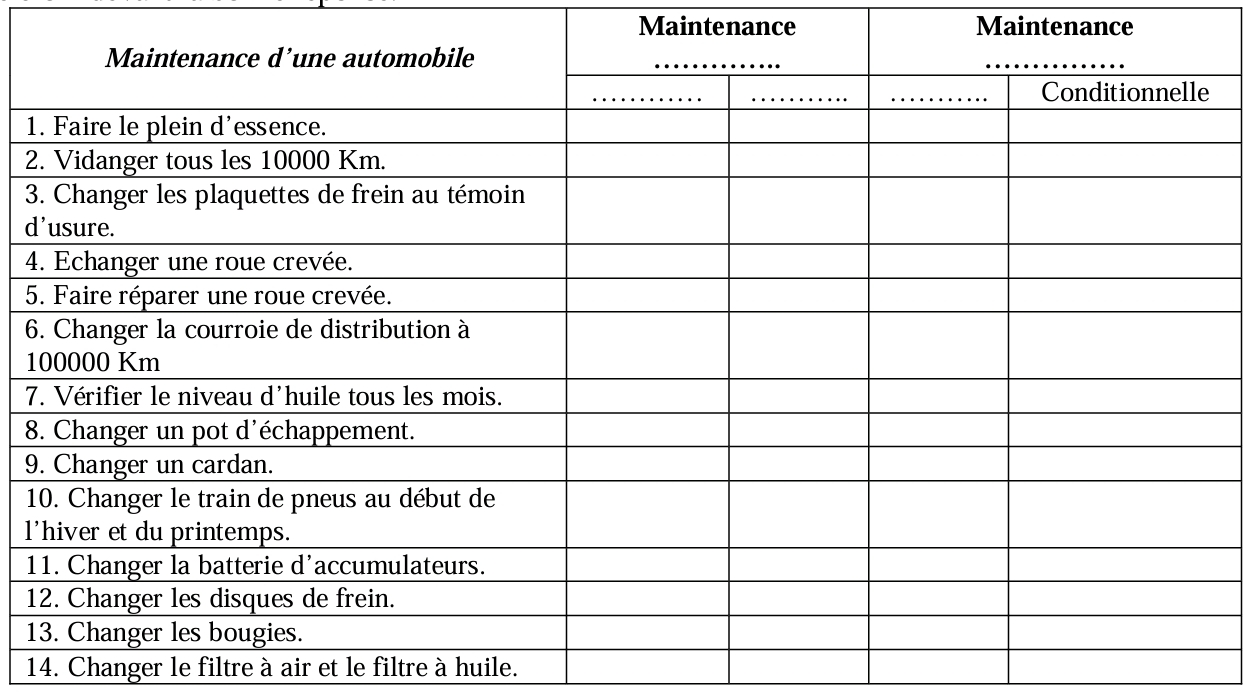 Maintenance d’une automobile
Maintenance
…………..
Maintenance
……………
…………
………..
………..
Conditionnelle
1. Faire le plein d’essence.
2. Vidanger tous les 10000 Km.
3. Changer les plaquettes de frein au témoin
d’usure.
4. Echanger une roue crevée.
5. Faire réparer une roue crevée.
6. Changer la courroie de distribution à
100000 Km
7. Vérifier le niveau d’huile tous les mois.
8. Changer un pot d’échappement.
9. Changer un cardan.
10. Changer le train de pneus au début de
l’hiver et du printemps.
11. Changer la batterie d’accumulateurs.
12. Changer les disques de frein.
13. Changer les bougies.
14. Changer le filtre à air et le filtre à huile.